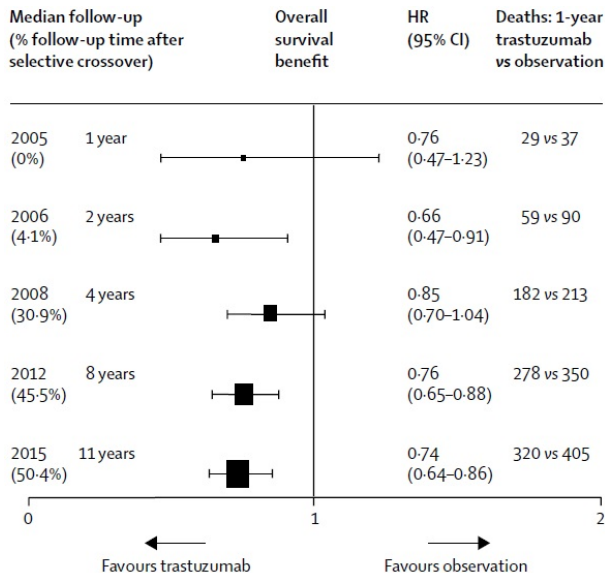 Median follow-up
(% follow-up time after
selective crossover)
Overall
survival
benefit
HR
(95% CI)
Deaths: 1-year
trastuzumab
vs observation
2005 1 year 0·76 29 vs 37
(0%) (0·47–1·23)
2006 2 years 0·66 59 vs 90
(4·1%) (0·47–0·91)
2008 4 years 0·85 182 vs 213
(30·9%) (0·70–1·04)
2012 8 years 0·76 278 vs 350
(45·5%) (0·65–0·88)
2015 11 years 0·74 320 vs 405
(50·4%) (0·64–0·86)
0 1 2
Favours trastuzumab Favours observation